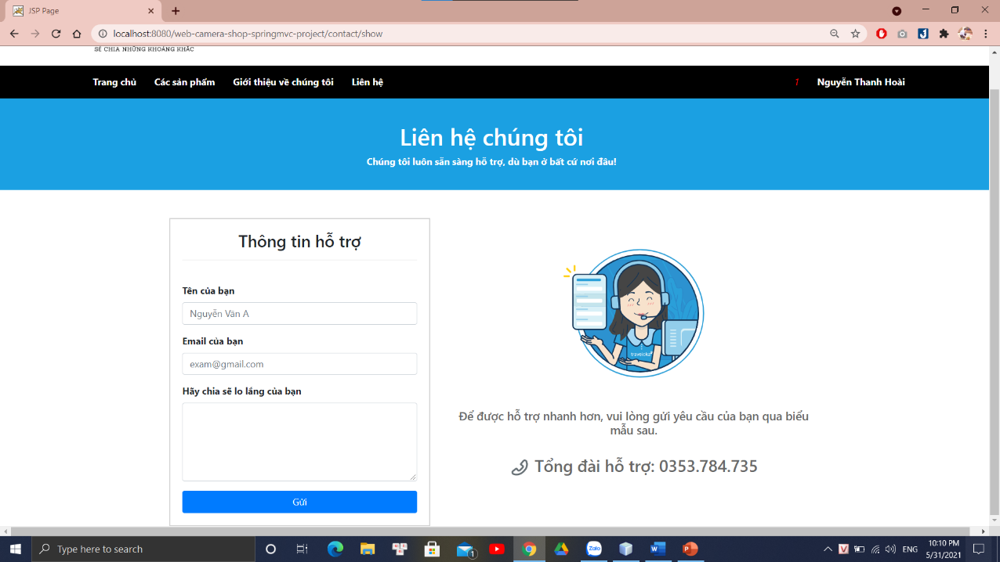 JSP Page
localhost:8080/web-camera-shop-springmvc-project/contact/show
SẺ CHIA NHỮNG KHOẢNG KHẮC
Trang chủ Các sản phẩm Giới thiệu về chúng tôi Liên hệ 1 Nguyễn Thanh Hoài
Liên hệ chúng tôi
Chúng tôi luôn sẵn sàng hỗ trợ, dù bạn ở bất cứ nơi đâu!
Thông tin hỗ trợ
Tên của bạn
Nguyễn Văn A
Email của bạn
exam@gmail.com
Hãy chia sẽ lo lắng của bạn
Gửi
traveloka
Để được hỗ trợ nhanh hơn, vui lòng gửi yêu cầu của bạn qua biểu
mẫu sau.
Tổng đài hỗ trợ: 0353.784.735
Type here to search
1
Zalo
ENG
10:10 PM
5/31/2021